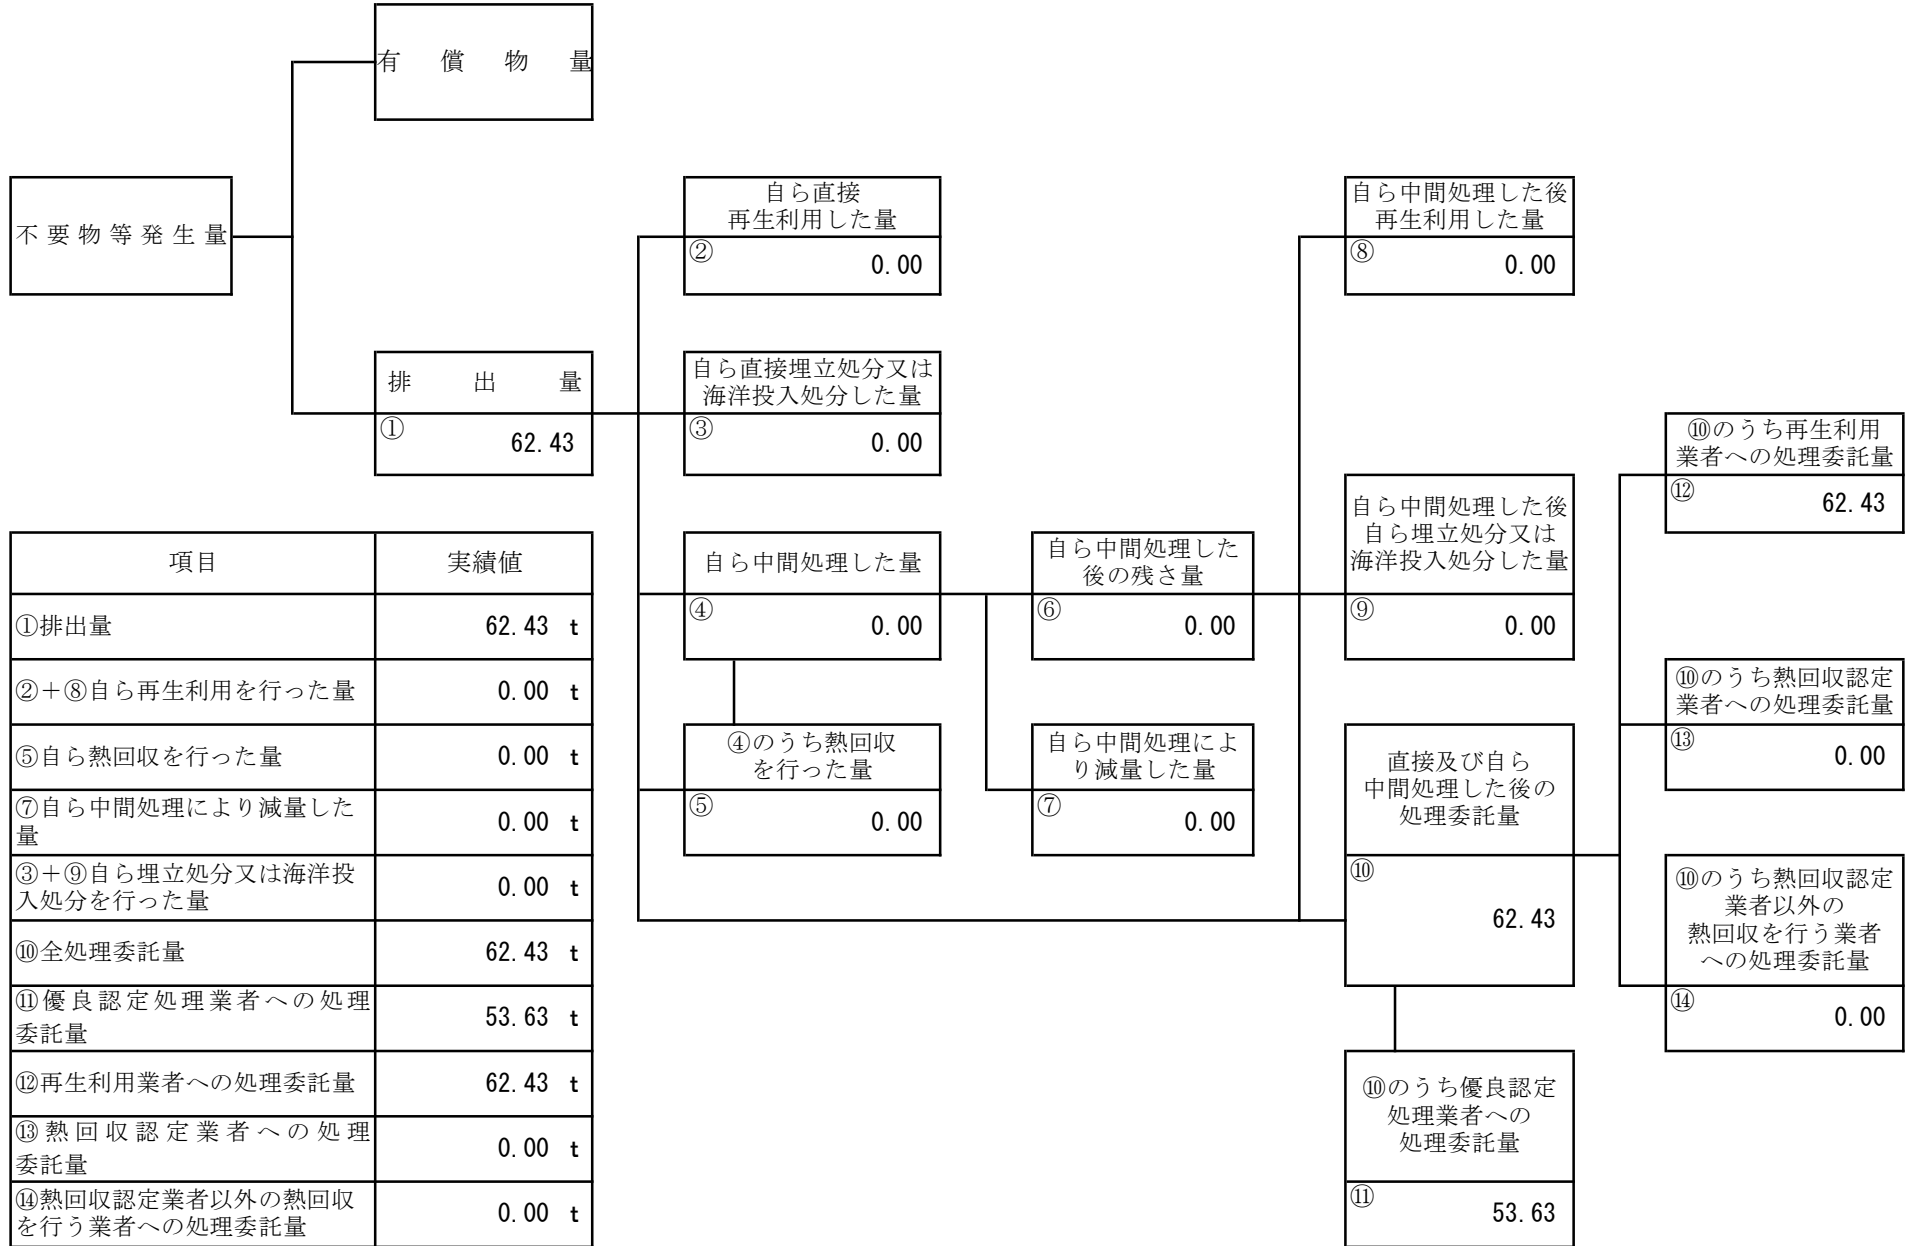 有償物量
不要物等発生量
自ら直接
再生利用した量
② 0.00
自ら中間処理した後
再生利用した量
⑧ 0.00
排出量
① 62.43
自ら直接埋立処分又は
海洋投入処分した量
③ 0.00
⑩のうち再生利用
業者への処理委託量
⑫ 62.43
自ら中間処理した量
④ 0.00
自ら中間処理した
後の残さ量
⑥ 0.00
自ら中間処理した後
自ら埋立処分又は
海洋投入処分した量
⑨ 0.00
④のうち熱回収
を行った量
⑤ 0.00
自ら中間処理によ
り減量した量
⑦ 0.00
直接及び自ら
中間処理した後の
処理委託量
⑩ 62.43
⑩のうち熱回収認定
業者への処理委託量
⑬ 0.00
⑩のうち熱回収認定
業者以外の
熱回収を行う業者
への処理委託量
⑭ 0.00
⑩のうち優良認定
処理業者への
処理委託量
⑪ 53.63
項目 実績値
①排出量 62.43 t
②+⑧自ら再生利用を行った量 0.00 t
⑤自ら熱回収を行った量 0.00 t
⑦自ら中間処理により減量した
量 0.00 t
③+⑨自ら埋立処分又は海洋投
入処分を行った量 0.00 t
⑩全処理委託量 62.43 t
⑪優良認定処理業者への処理
委託量 53.63 t
⑫再生利用業者への処理委託量 62.43 t
⑬熱回収認定業者への処理
委託量 0.00 t
⑭熱回収認定業者以外の熱回収
を行う業者への処理委託量 0.00 t